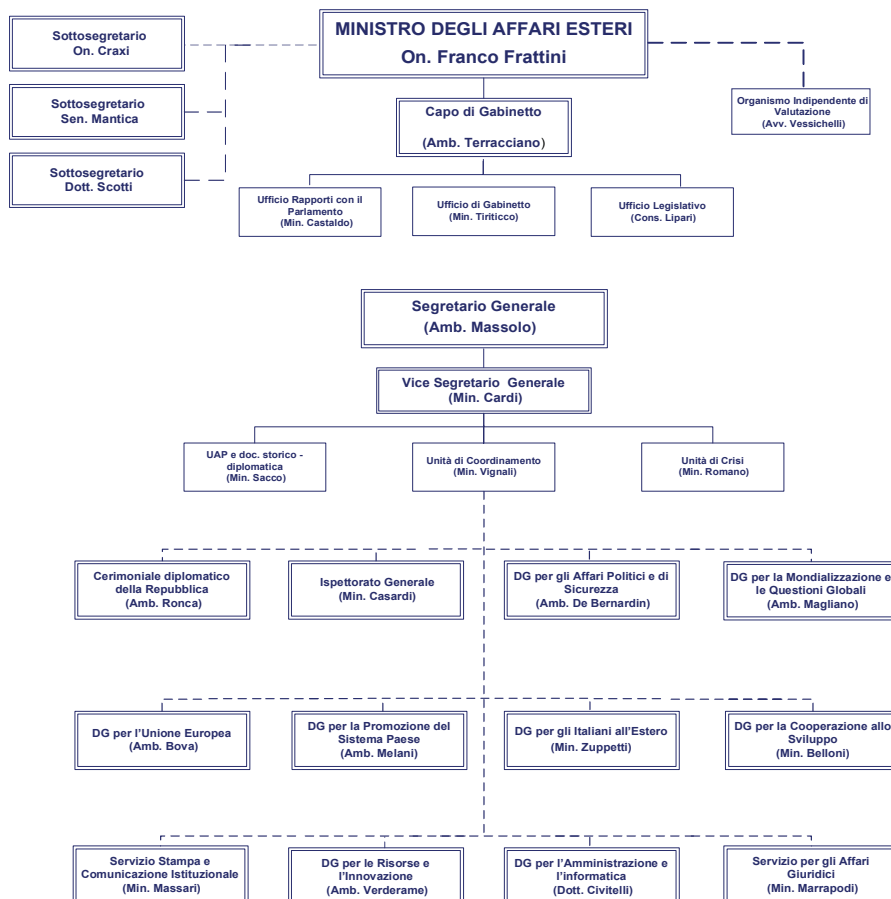 MINISTRO DEGLI AFFARI ESTERI
On. Franco Frattini
Sottosegretario
On. Craxi
Sottosegretario
Sen. Mantica
Sottosegretario
Dott. Scotti
Organismo Indipendente di
Valutazione
(Avv. Vessichelli)
Capo di Gabinetto
(Amb. Terracciano)
Ufficio Rapporti con il
Parlamento
(Min. Castaldo)
Ufficio di Gabinetto
(Min. Tiriticco)
Ufficio Legislativo
(Cons. Lipari)
Segretario Generale
(Amb. Massolo)
Vice Segretario Generale
(Min. Cardi)
UAP e doc. storico -
diplomatica
(Min. Sacco)
Unità di Coordinamento
(Min. Vignali)
Unità di Crisi
(Min. Romano)
Cerimoniale diplomatico
della Repubblica
(Amb. Ronca)
Ispettorato Generale
(Min. Casardi)
DG per gli Affari Politici e di
Sicurezza
(Amb. De Bernardin)
DG per la Mondializzazione e
le Questioni Globali
(Amb. Magliano)
DG per l'Unione Europea
(Amb. Bova)
DG per la Promozione del
Sistema Paese
(Amb. Melani)
DG per gli Italiani all'Estero
(Min. Zuppetti)
DG per la Cooperazione allo
Sviluppo
(Min. Belloni)
Servizio Stampa e
Comunicazione Istituzionale
(Min. Massari)
DG per le Risorse e
l'Innovazione
(Amb. Verderame)
DG per l'Amministrazione e
l'informatica
(Dott. Civitelli)
Servizio per gli Affari
Giuridici
(Min. Marrapodi)